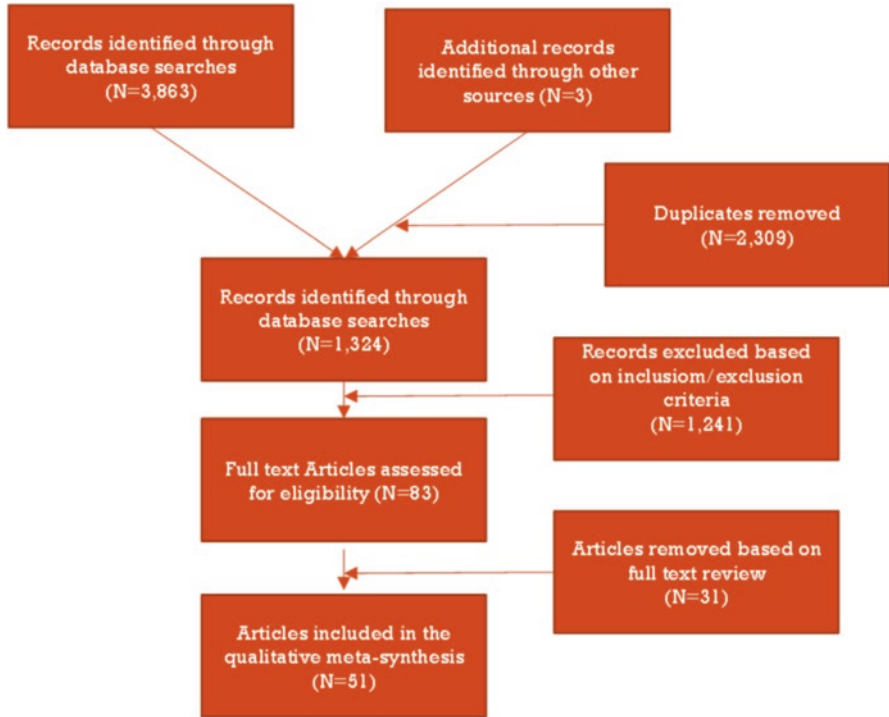 Records identified through
database searches
(N=3,863)
Additional records
identified through other
sources (N=3)
Duplicates removed
(N=2,309)
Records identified through
database searches
(N=1,324)
Records excluded based
on inclusiom/exclusion
criteria
(N=1,241)
Full text Articles assessed
for eligibility (N=83)
Articles removed based on
full text review
(N=31)
Articles included in the
qualitative meta-synthesis
(N=51)